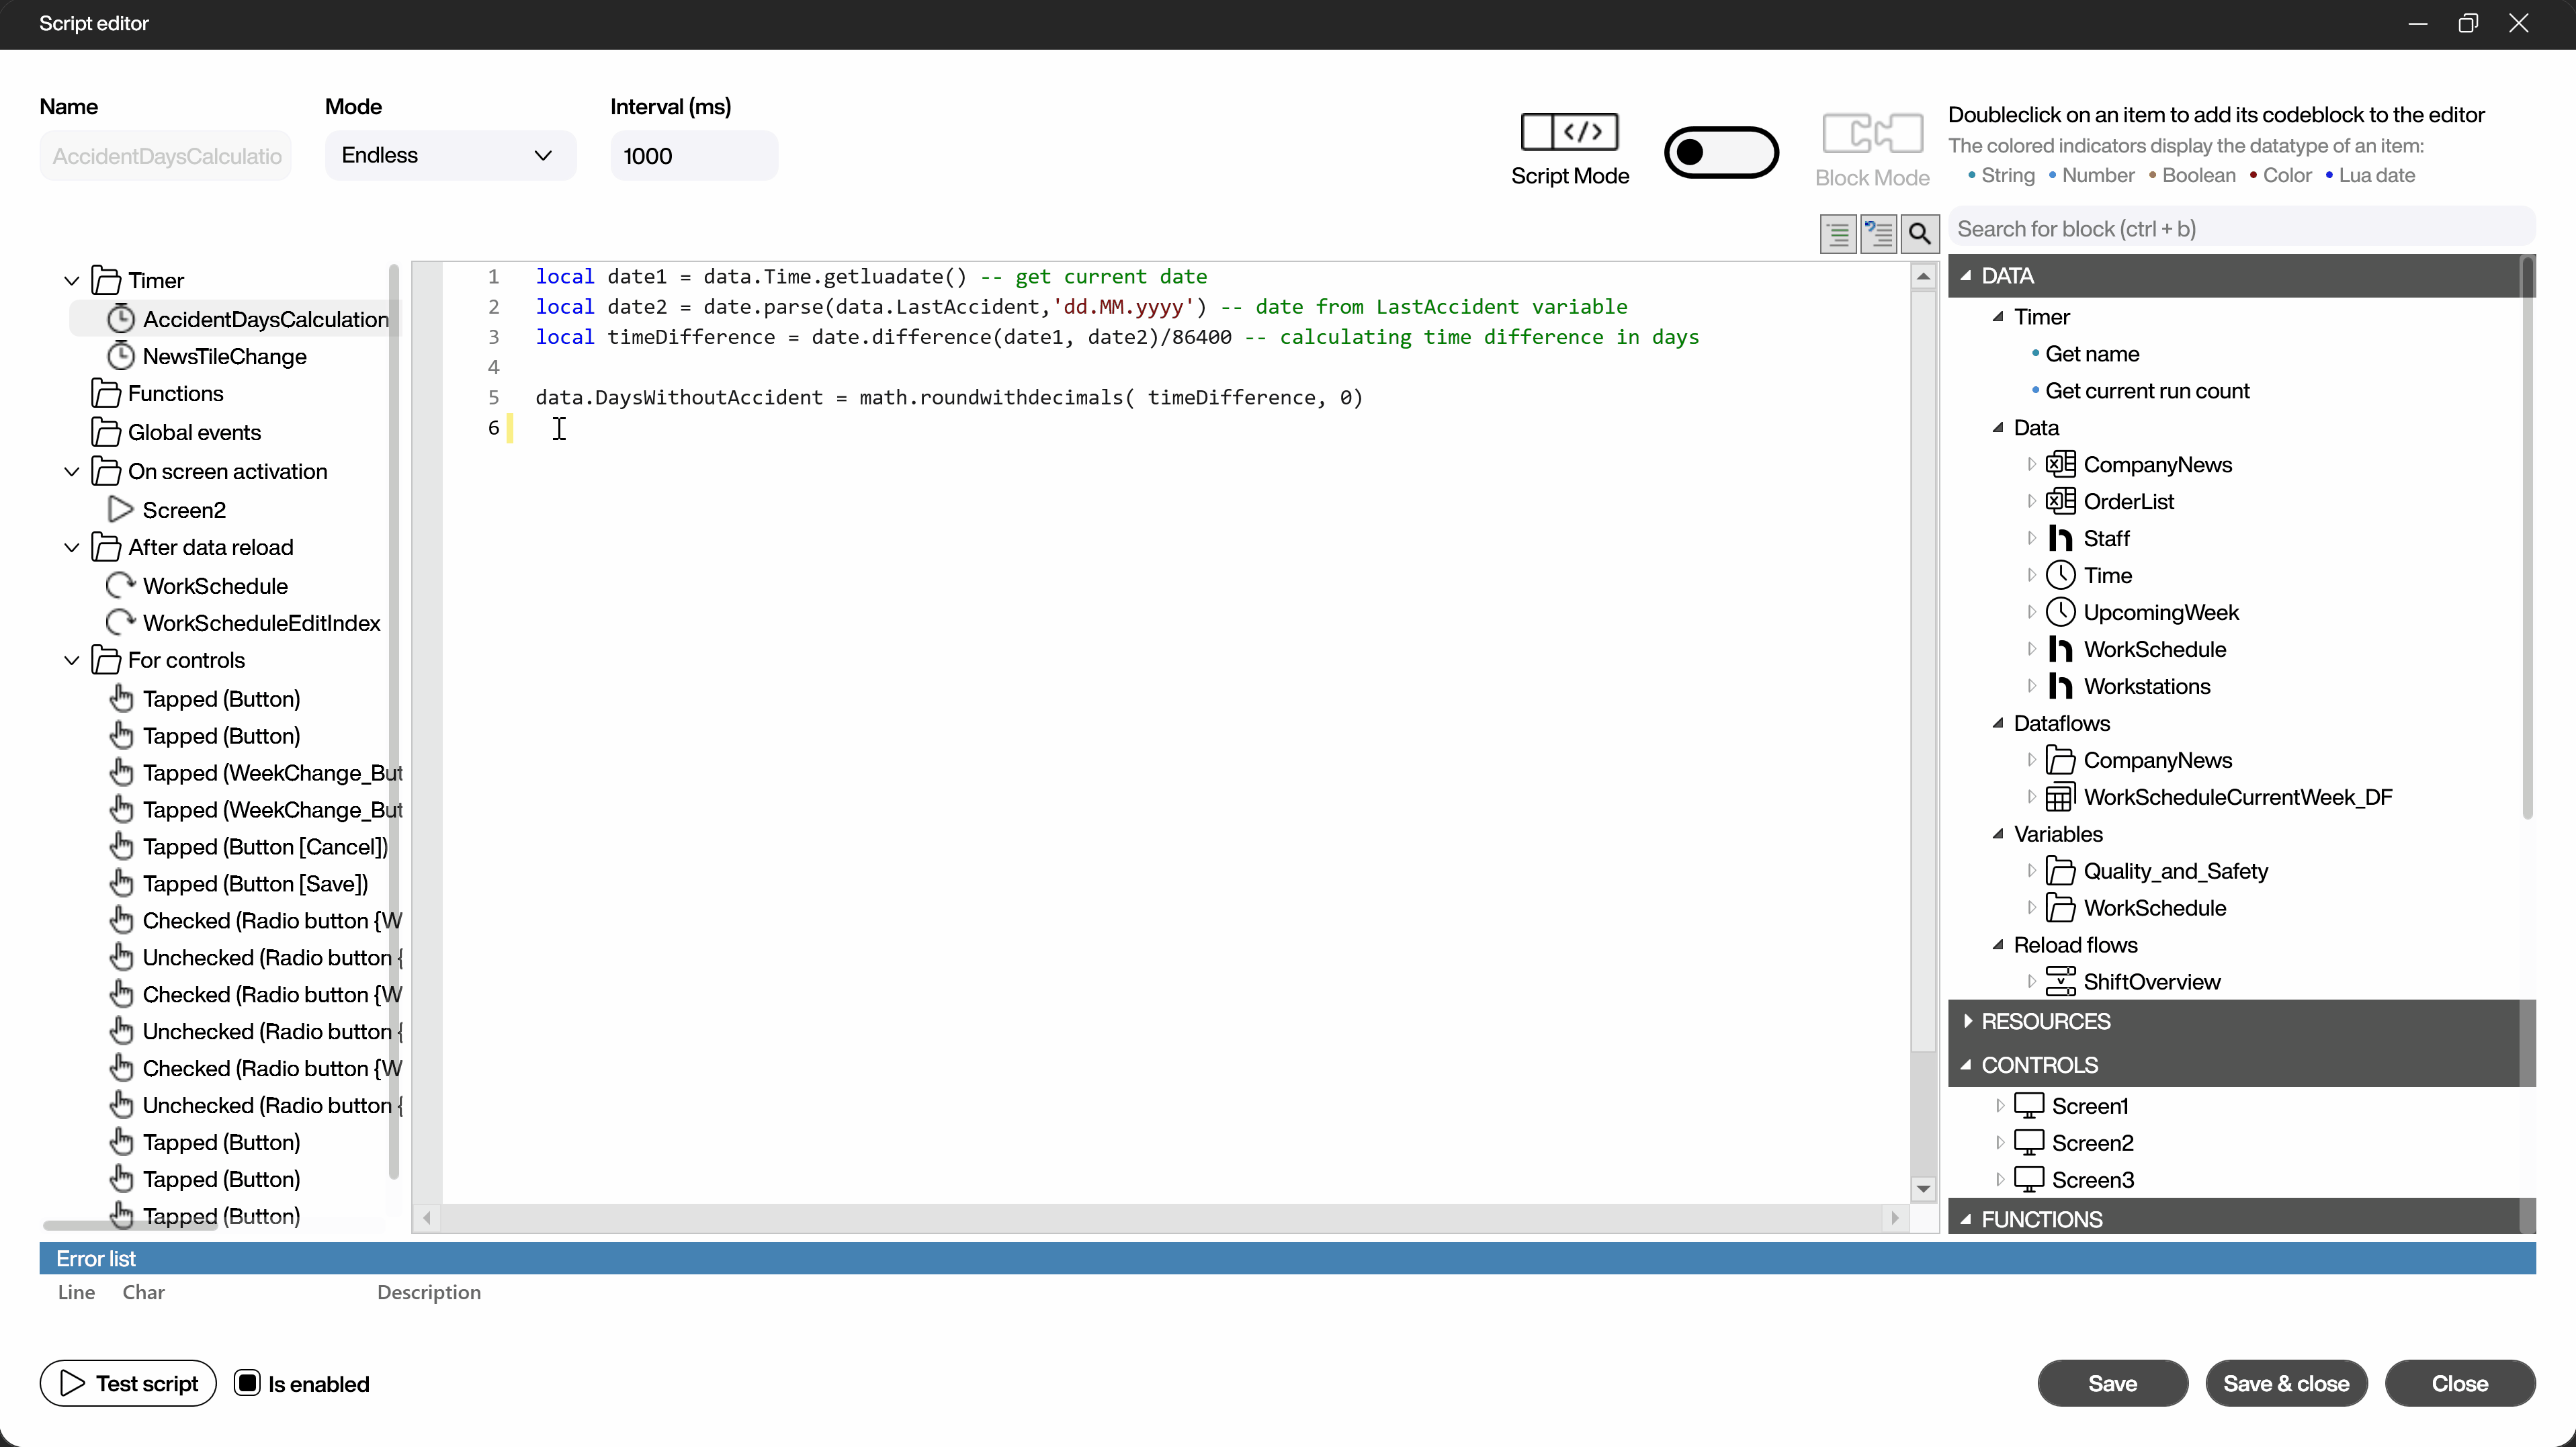 Script editor
Name
Mode
Interval (ms)
AccidentDaysCalculatio
Endless
1000
Script Mode
Block Mode
Doubleclick on an item to add its codeblock to the editor
The colored indicators display the datatype of an item:
• String • Number • Boolean • Color • Lua date
Search for block (ctrl + b)
Timer
AccidentDaysCalculation
NewsTileChange
Functions
Global events
On screen activation
Screen2
After data reload
WorkSchedule
WorkScheduleEditIndex
For controls
Tapped (Button)
Tapped (Button)
Tapped (WeekChange_But
Tapped (WeekChange_But
Tapped (Button [Cancel])
Tapped (Button [Save])
Checked (Radio button {W
Unchecked (Radio button {
Checked (Radio button {W
Unchecked (Radio button {
Checked (Radio button {W
Unchecked (Radio button {
Tapped (Button)
Tapped (Button)
Tapped (Button)
1 local date1 = data.Time.getluadate() -- get current date
2 local date2 = date.parse(data.LastAccident,'dd.MM.yyyy') -- date from LastAccident variable
3 local timeDifference = date.difference(date1, date2)/86400 -- calculating time difference in days
4
5 data.DaysWithoutAccident = math.roundwithdecimals( timeDifference, 0)
6
DATA
Timer
• Get name
• Get current run count
Data
CompanyNews
OrderList
Staff
Time
UpcomingWeek
WorkSchedule
Workstations
Dataflows
CompanyNews
WorkScheduleCurrentWeek_DF
Variables
Quality_and_Safety
WorkSchedule
Reload flows
ShiftOverview
RESOURCES
CONTROLS
Screen1
Screen2
Screen3
FUNCTIONS
Error list
Line Char Description
Test script
Is enabled
Save
Save & close
Close